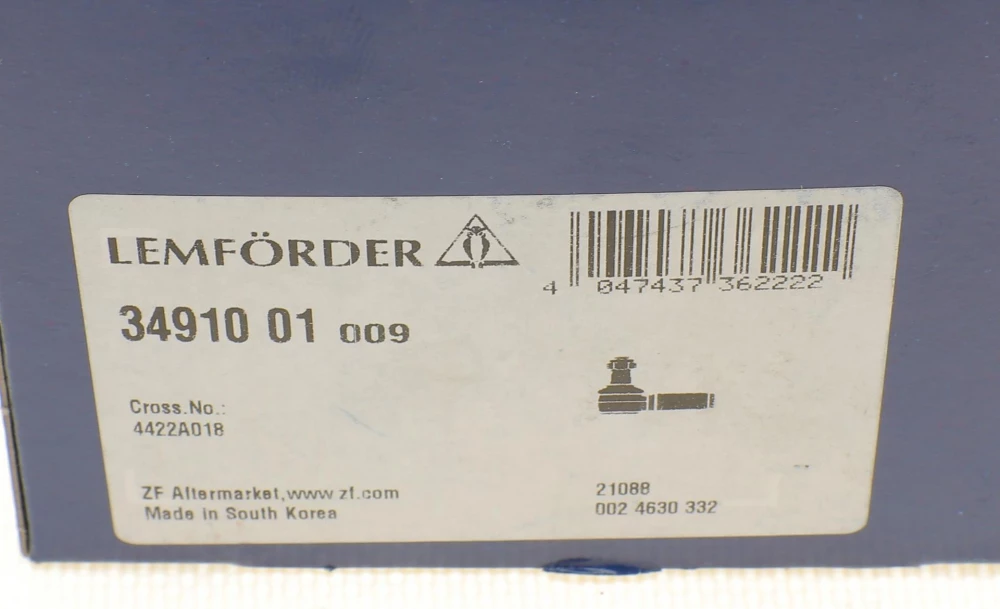 LEMFÖRDER
4 047437 362222
34910 01 009
Cross.No.:
4422A018
ZF Aftermarket,www.zf.com
Made in South Korea
21088
002 4630 332